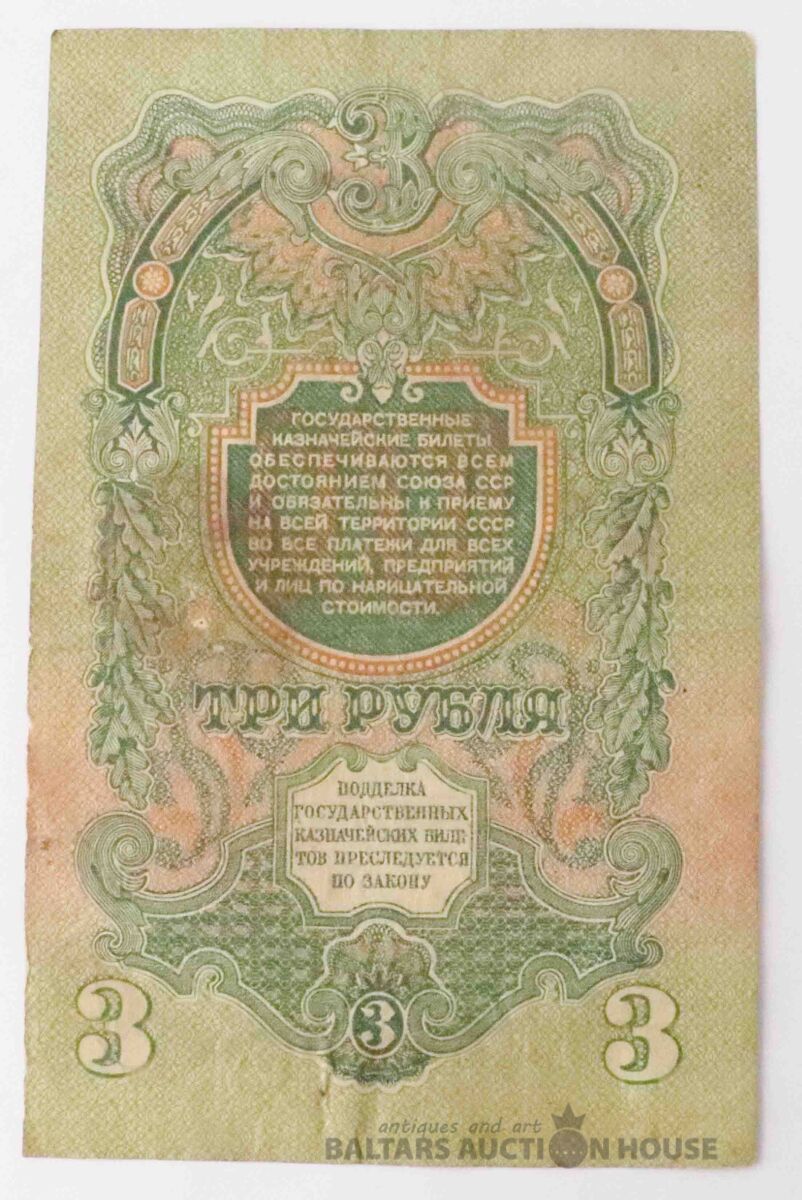 3
ГОСУДАРСТВЕННЫЕ
КАЗНАЧЕЙСКИЕ БИЛЕТЫ
ОБЕСПЕЧИВАЮТСЯ ВСЕМ
ДОСТОЯНИЕМ СОЮЗА ССР
И ОБЯЗАТЕЛЬНЫ К ПРИЕМУ
НА ВСЕЙ ТЕРРИТОРИИ СССР
ВО ВСЕ ПЛАТЕЖИ ДЛЯ ВСЕХ
УЧРЕЖДЕНИЙ, ПРЕДПРИЯТИЙ
И ЛИЦ ПО НАРИЦАТЕЛЬНОЙ
СТОИМОСТИ.
ТРИ РУБЛЯ
ПОДДЕЛКА
ГОСУДАРСТВЕННЫХ
КАЗНАЧЕЙСКИХ БИЛЕ-
ТОВ ПРЕСЛЕДУЕТСЯ
ПО ЗАКОНУ
3 3 3
antiques and art
BALTARS AUCTION HOUSE